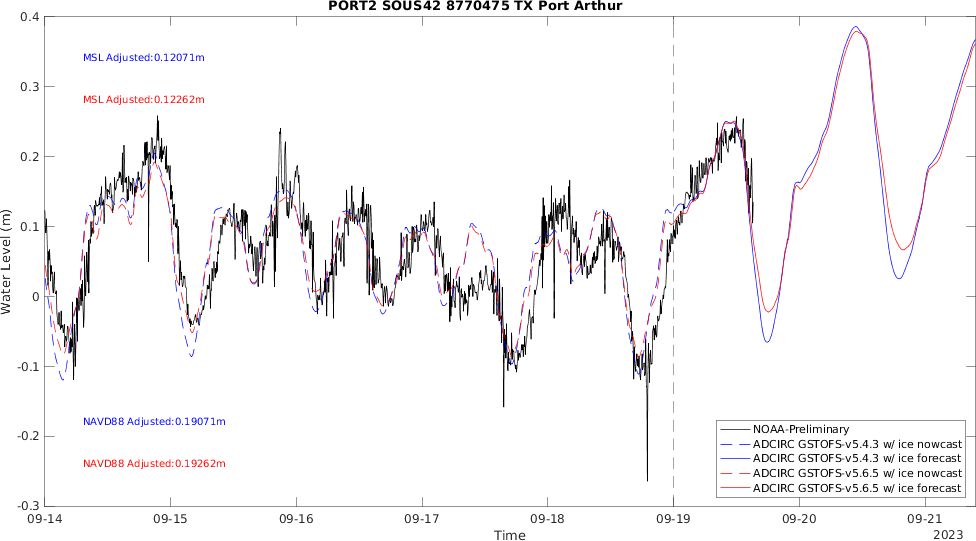 PORT2 SOUS42 8770475 TX Port Arthur
0.4
0.3
0.2
0.1
0
-0.1
-0.2
-0.3
Water Level (m)
MSL Adjusted:0.12071m
MSL Adjusted:0.12262m
NAVD88 Adjusted:0.19071m
NAVD88 Adjusted:0.19262m
NOAA-Preliminary
ADCIRC GSTOFS-v5.4.3 w/ ice nowcast
ADCIRC GSTOFS-v5.4.3 w/ ice forecast
ADCIRC GSTOFS-v5.6.5 w/ ice nowcast
ADCIRC GSTOFS-v5.6.5 w/ ice forecast
09-14 09-15 09-16 09-17 09-18 09-19 09-20 09-21
Time
2023